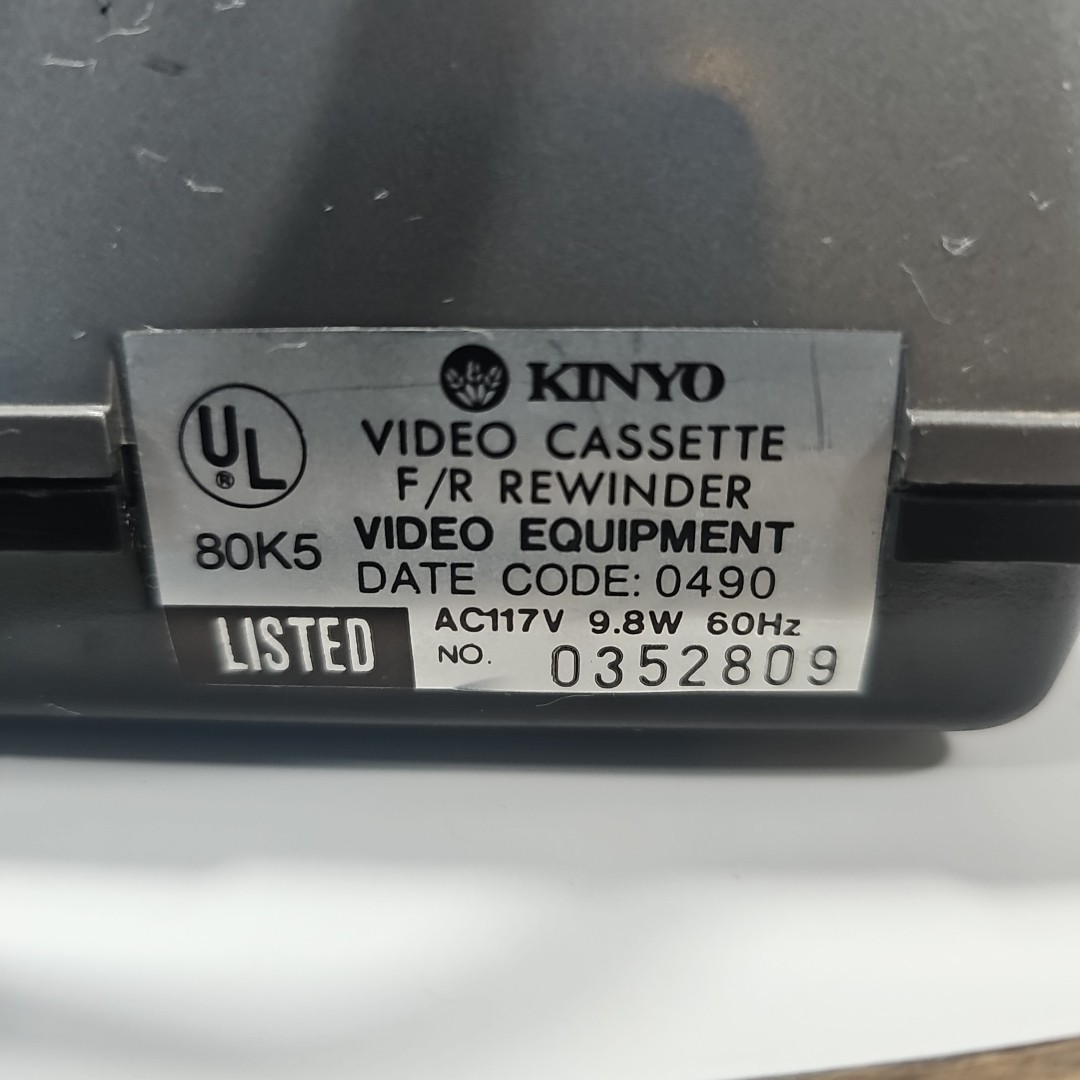 KINYO
UL®
VIDEO CASSETTE
F/R REWINDER
80K5
VIDEO EQUIPMENT
DATE CODE: 0490
LISTED
AC117V 9.8W 60Hz
NO. 0352809